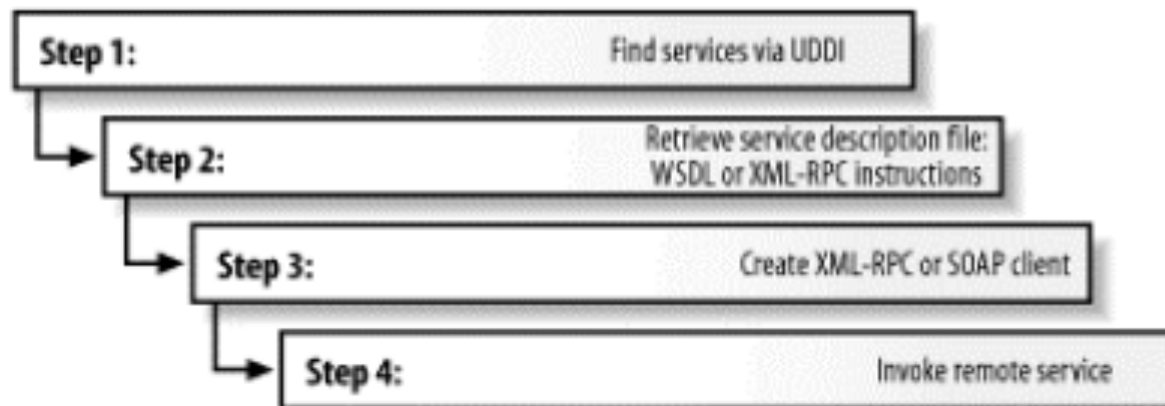 Step 1: Find services via UDDI
Step 2: Retrieve service description file:
WSDL or XML-RPC instructions
Step 3: Create XML-RPC or SOAP client
Step 4: Invoke remote service